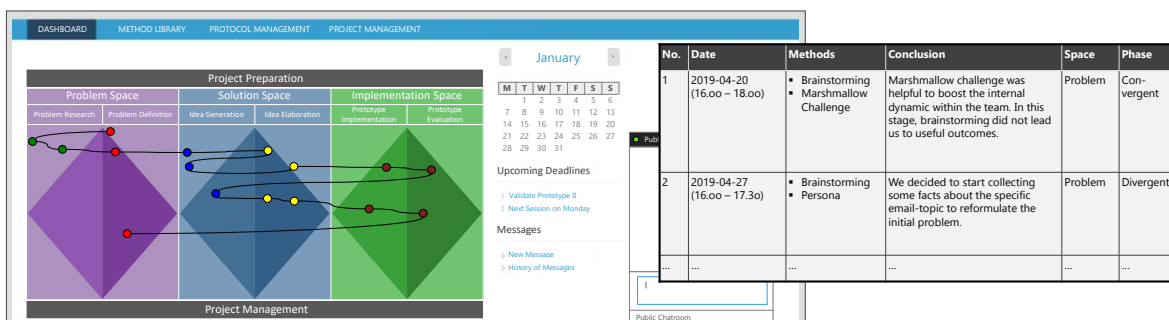 DASHBOARD METHOD LIBRARY PROTOCOL MANAGEMENT PROJECT MANAGEMENT
Project Preparation
Problem Space Solution Space Implementation Space
Problem Research Problem Definition Idea Generation Idea Elaboration Prototype Implementation Prototype Evaluation
Project Management
< January >
M T W T F S S
1 2 3 4 5 6
7 8 9 10 11 12 13
14 15 16 17 18 19 20
21 22 23 24 25 26 27
28 29 30 31
Upcoming Deadlines
Validate Prototype II
Next Session on Monday
Messages
New Message
History of Messages
Publ
I
Public Chatroom
No. Date Methods Conclusion Space Phase
1 2019-04-20 ▪ Brainstorming Marshmallow challenge was Problem Con-
(16.oo – 18.oo) ▪ Marshmallow helpful to boost the internal vergent
Challenge dynamic within the team. In this
stage, brainstorming did not lead
us to useful outcomes.
2 2019-04-27 ▪ Brainstorming We decided to start collecting Problem Divergent
(16.oo – 17.3o) ▪ Persona some facts about the specific
email-topic to reformulate the
initial problem.
... ... ... ... ... ...